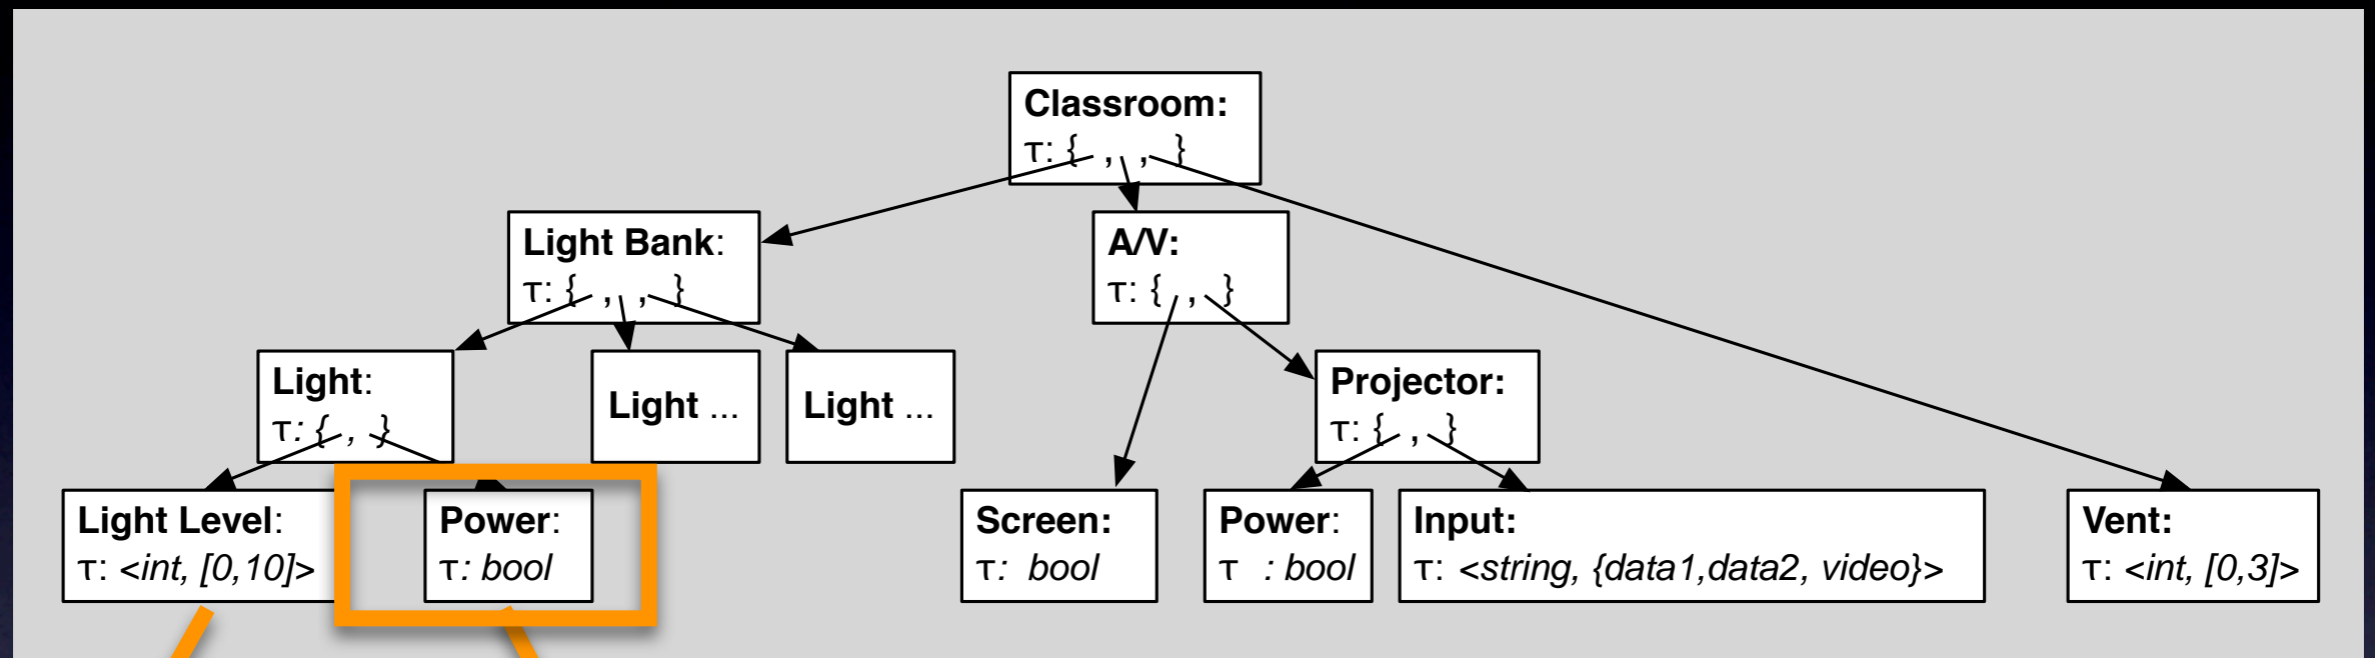 Classroom:
τ: { , , }
Light Bank:
τ: { , , }
A/V:
τ: { , }
Light:
τ: { , }
Light ...
Light ...
Projector:
τ: { , }
Light Level:
τ: <int, [0,10]>
Power:
τ: bool
Screen:
τ: bool
Power:
τ : bool
Input:
τ: <string, {data1,data2, video}>
Vent:
τ: <int, [0,3]>